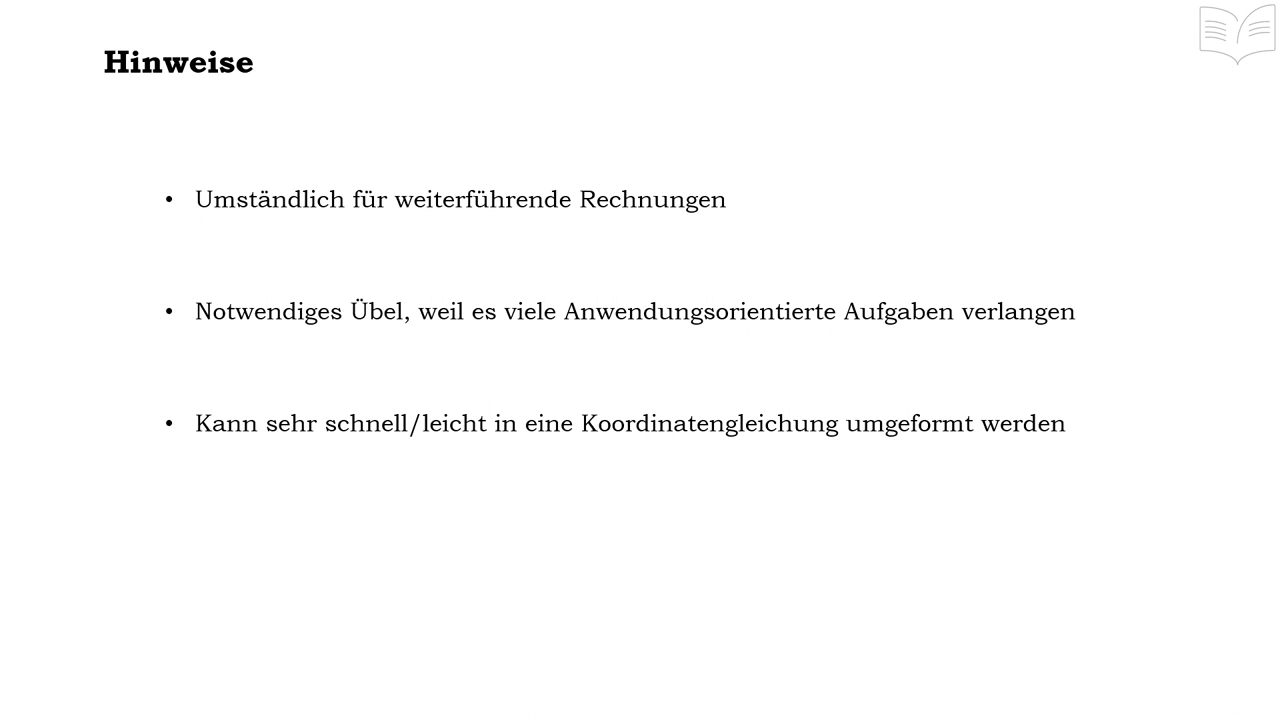 Hinweise
• Umständlich für weiterführende Rechnungen
• Notwendiges Übel, weil es viele Anwendungsorientierte Aufgaben verlangen
• Kann sehr schnell/leicht in eine Koordinatengleichung umgeformt werden